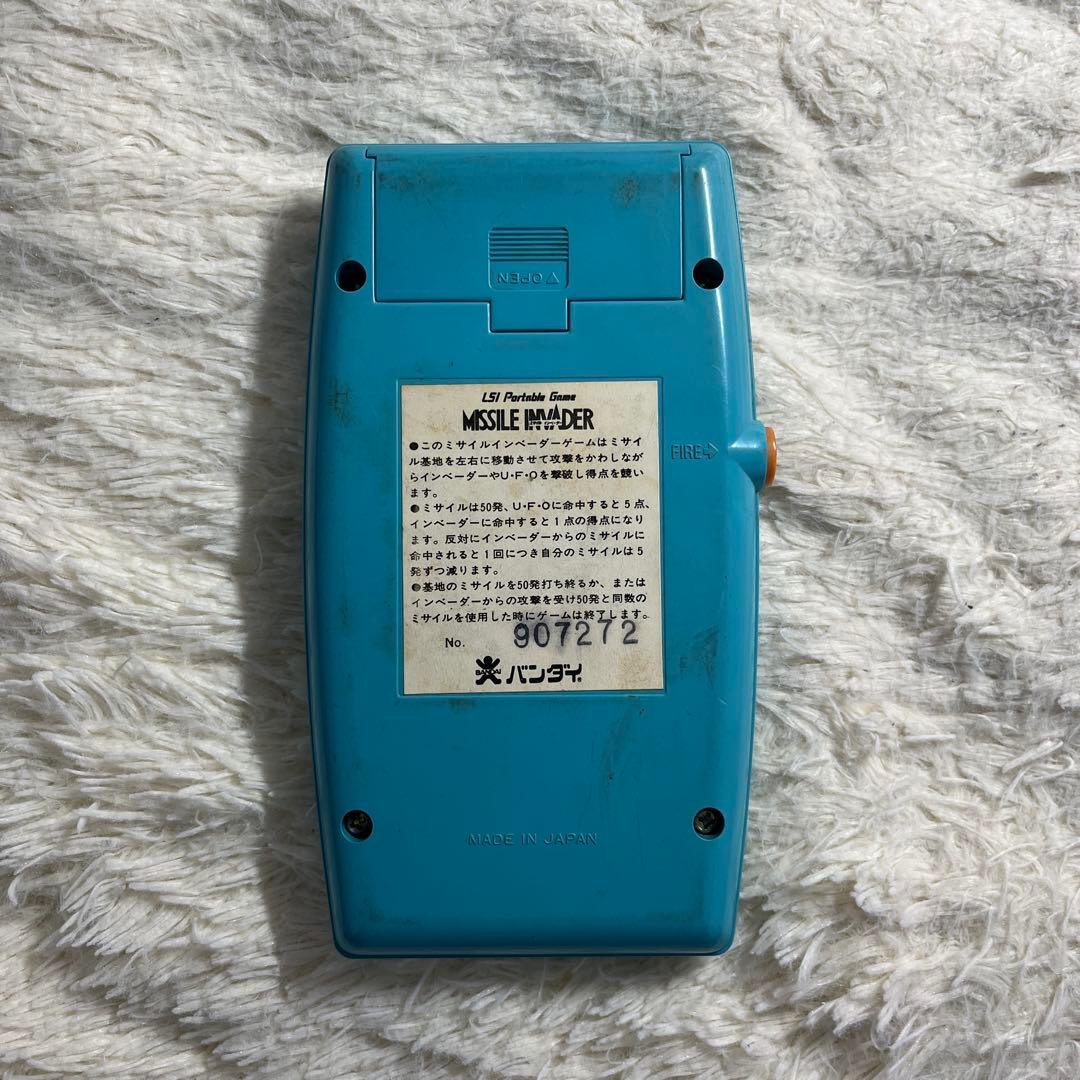 ▽OPEN
LSI Portable Game
MISSILE INVADER
FIRE⇨
●このミサイルインベーダーゲームはミサイ
ル基地を左右に移動させて攻撃をかわしなが
らインベーダーやU・F・Oを撃破し得点を競い
ます。
●ミサイルは50発、U・F・Oに命中すると5点、
インベーダーに命中すると1点の得点になり
ます。反対にインベーダーからのミサイルに
命中されると1回につき自分のミサイルは5
発ずつ減ります。
●基地のミサイルを50発打ち終るか、または
インベーダーからの攻撃を受け50発と同数の
ミサイルを使用した時にゲームは終了します。
No. 907272
BANDAI バンダイ
MADE IN JAPAN